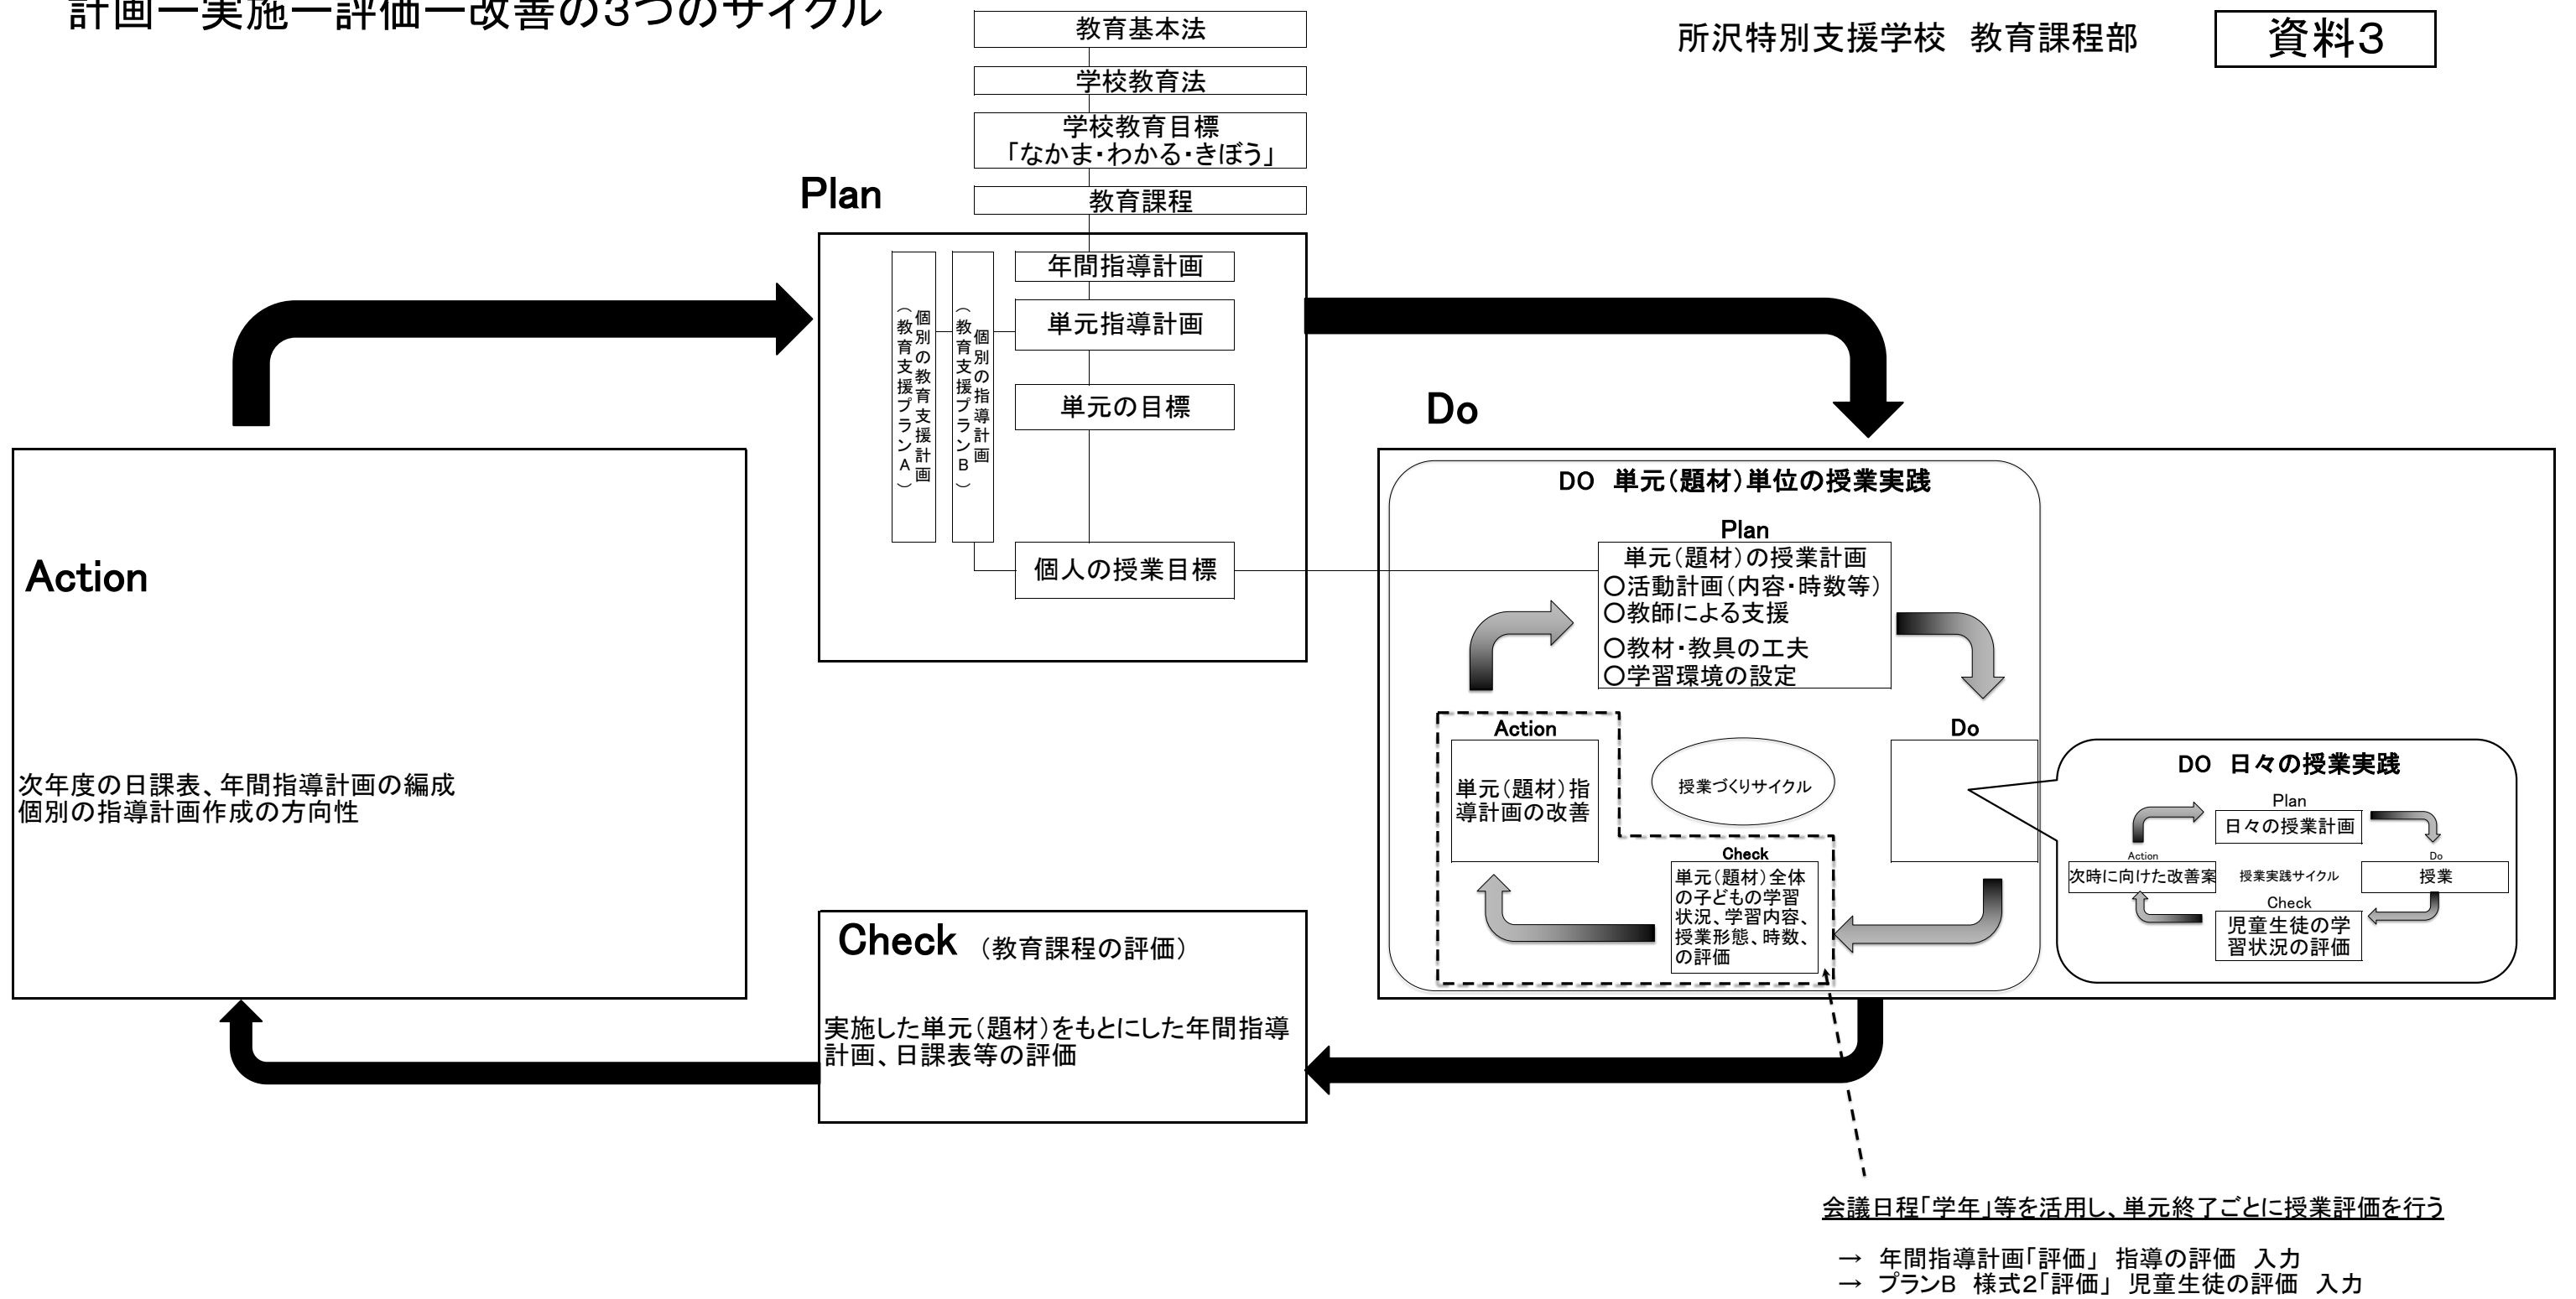 計画ー実施ー評価ー改善の3つのサイクル
所沢特別支援学校　教育課程部
資料3
教育基本法
学校教育法
学校教育目標
「なかま・わかる・きぼう」
教育課程
Plan
年間指導計画
単元指導計画
単元の目標
個人の授業目標
個別の教育支援計画
（教育支援プランA）
個別の指導計画
（教育支援プランB）
Do
DO　単元（題材）単位の授業実践
Plan
単元（題材）の授業計画
○活動計画（内容・時数等）
○教師による支援
○教材・教具の工夫
○学習環境の設定
Do
Action
単元（題材）指
導計画の改善
授業づくりサイクル
Check
単元（題材）全体
の子どもの学習
状況、学習内容、
授業形態、時数、
の評価
DO　日々の授業実践
Plan
日々の授業計画
Do
授業
Action
次時に向けた改善案
授業実践サイクル
Check
児童生徒の学
習状況の評価
Action
次年度の日課表、年間指導計画の編成
個別の指導計画作成の方向性
Check （教育課程の評価）
実施した単元（題材）をもとにした年間指導
計画、日課表等の評価
会議日程「学年」等を活用し、単元終了ごとに授業評価を行う
→　年間指導計画「評価」　指導の評価　入力
→　プランB　様式2「評価」　児童生徒の評価　入力